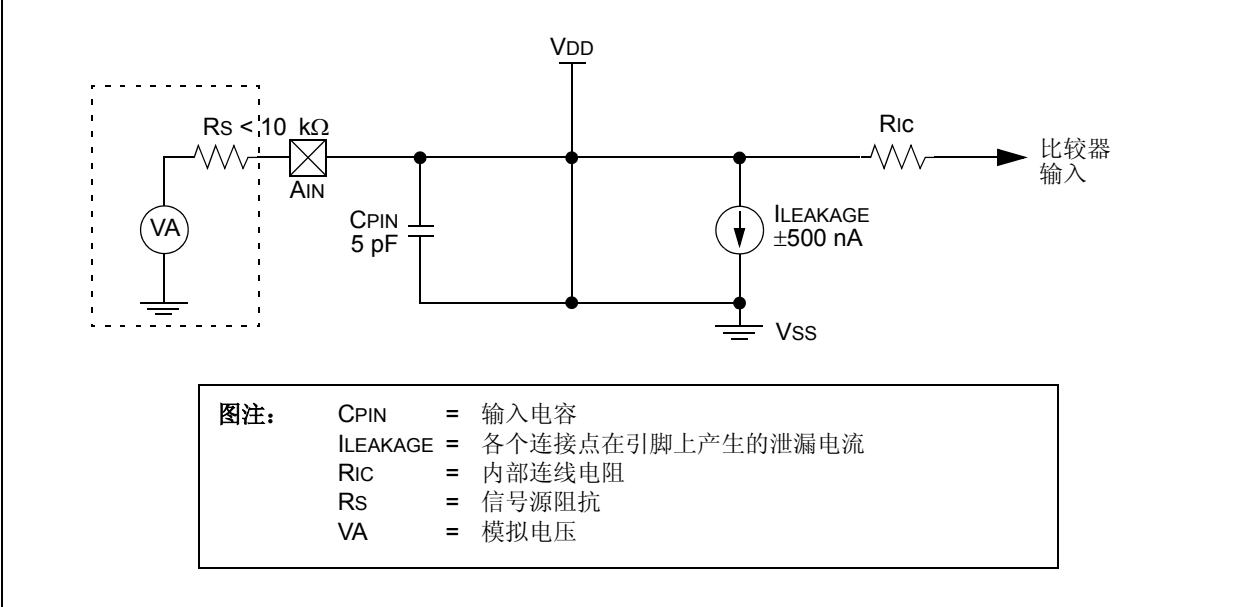 VDD
RS < 10 kΩ
RIC
比较器
输入
AIN
VA
CPIN
5 pF
ILEAKAGE
±500 nA
VSS
图注： CPIN = 输入电容
ILEAKAGE = 各个连接点在引脚上产生的泄漏电流
RIC = 内部连线电阻
RS = 信号源阻抗
VA = 模拟电压